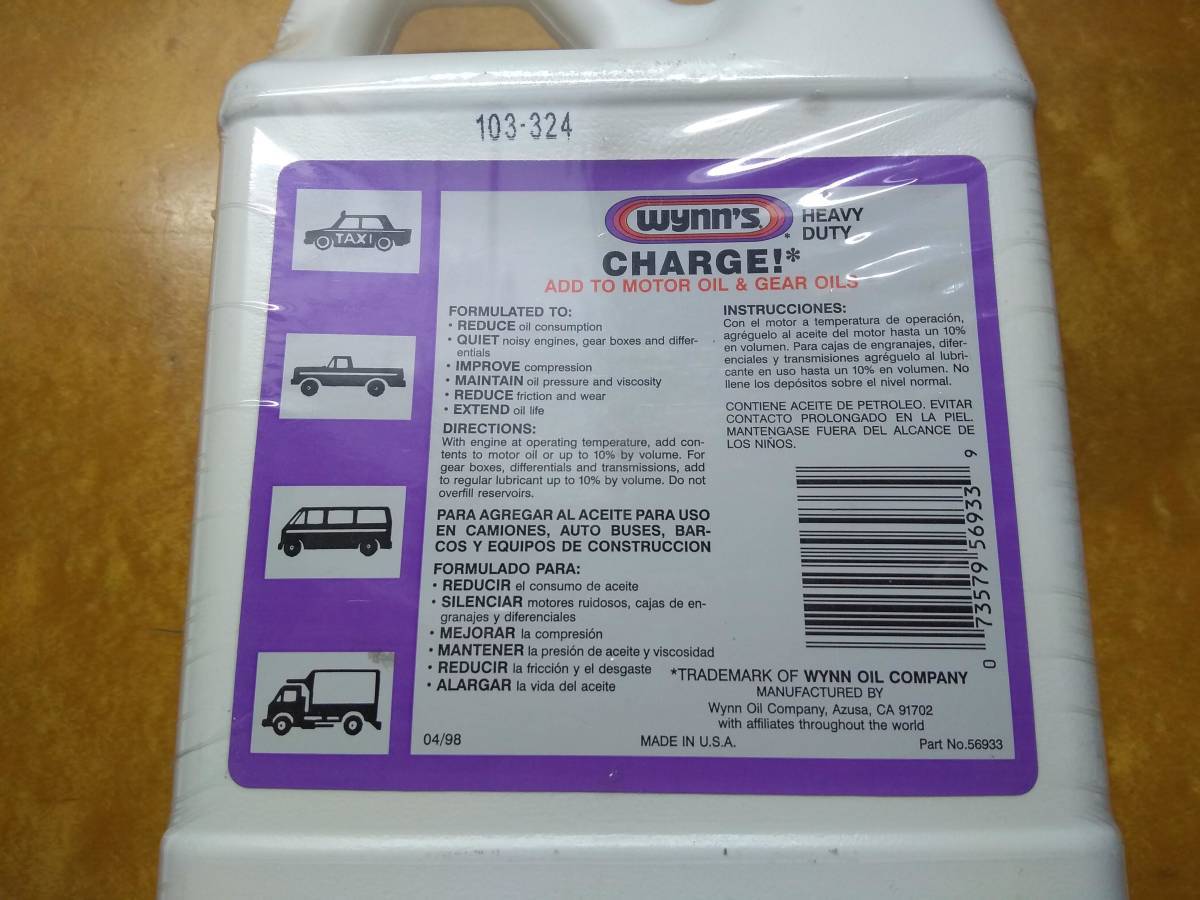 103-324
TAXI
wynn's
HEAVY
DUTY
CHARGE!*
ADD TO MOTOR OIL & GEAR OILS
FORMULATED TO:
• REDUCE oil consumption
• QUIET noisy engines, gear boxes and differ-
entials
• IMPROVE compression
• MAINTAIN oil pressure and viscosity
• REDUCE friction and wear
• EXTEND oil life
DIRECTIONS:
With engine at operating temperature, add con-
tents to motor oil or up to 10% by volume. For
gear boxes, differentials and transmissions, add
to regular lubricant up to 10% by volume. Do not
overfill reservoirs.
PARA AGREGAR AL ACEITE PARA USO
EN CAMIONES, AUTO BUSES, BAR-
COS Y EQUIPOS DE CONSTRUCCION
FORMULADO PARA:
• REDUCIR el consumo de aceite
• SILENCIAR motores ruidosos, cajas de en-
granajes y diferenciales
• MEJORAR la compresión
• MANTENER la presión de aceite y viscosidad
• REDUCIR la fricción y el desgaste
• ALARGAR la vida del aceite
04/98
INSTRUCCIONES:
Con el motor a temperatura de operación,
agréguelo al aceite del motor hasta un 10%
en volumen. Para cajas de engranajes, difer-
enciales y transmisiones agréguelo al lubri-
cante en uso hasta un 10% en volumen. No
llene los depósitos sobre el nivel normal.
CONTIENE ACEITE DE PETROLEO. EVITAR
CONTACTO PROLONGADO EN LA PIEL.
MANTENGASE FUERA DEL ALCANCE DE
LOS NIÑOS.
0 73579 56933 9
*TRADEMARK OF WYNN OIL COMPANY
MANUFACTURED BY
Wynn Oil Company, Azusa, CA 91702
with affiliates throughout the world
MADE IN U.S.A.
Part No.56933